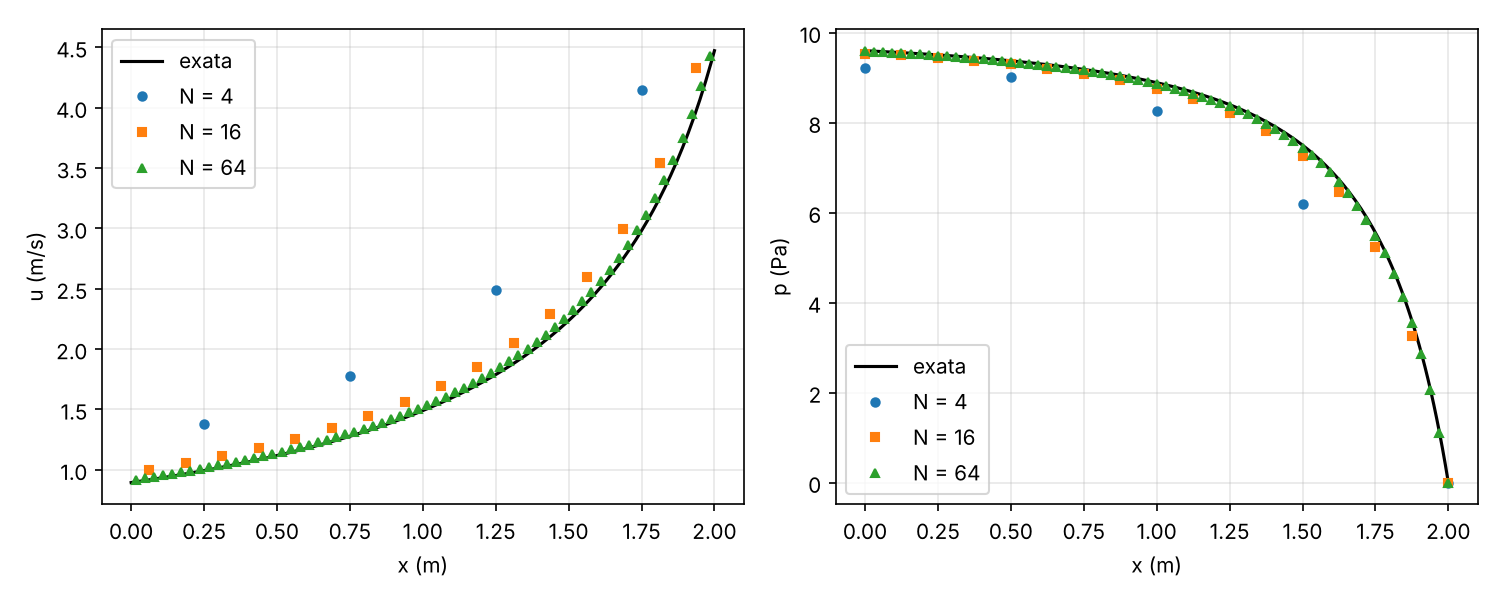 4.5
4.0
3.5
3.0
2.5
2.0
1.5
1.0
u (m/s)
exata
N = 4
N = 16
N = 64
0.00 0.25 0.50 0.75 1.00 1.25 1.50 1.75 2.00
x (m)
10
8
6
4
2
0
p (Pa)
exata
N = 4
N = 16
N = 64
0.00 0.25 0.50 0.75 1.00 1.25 1.50 1.75 2.00
x (m)